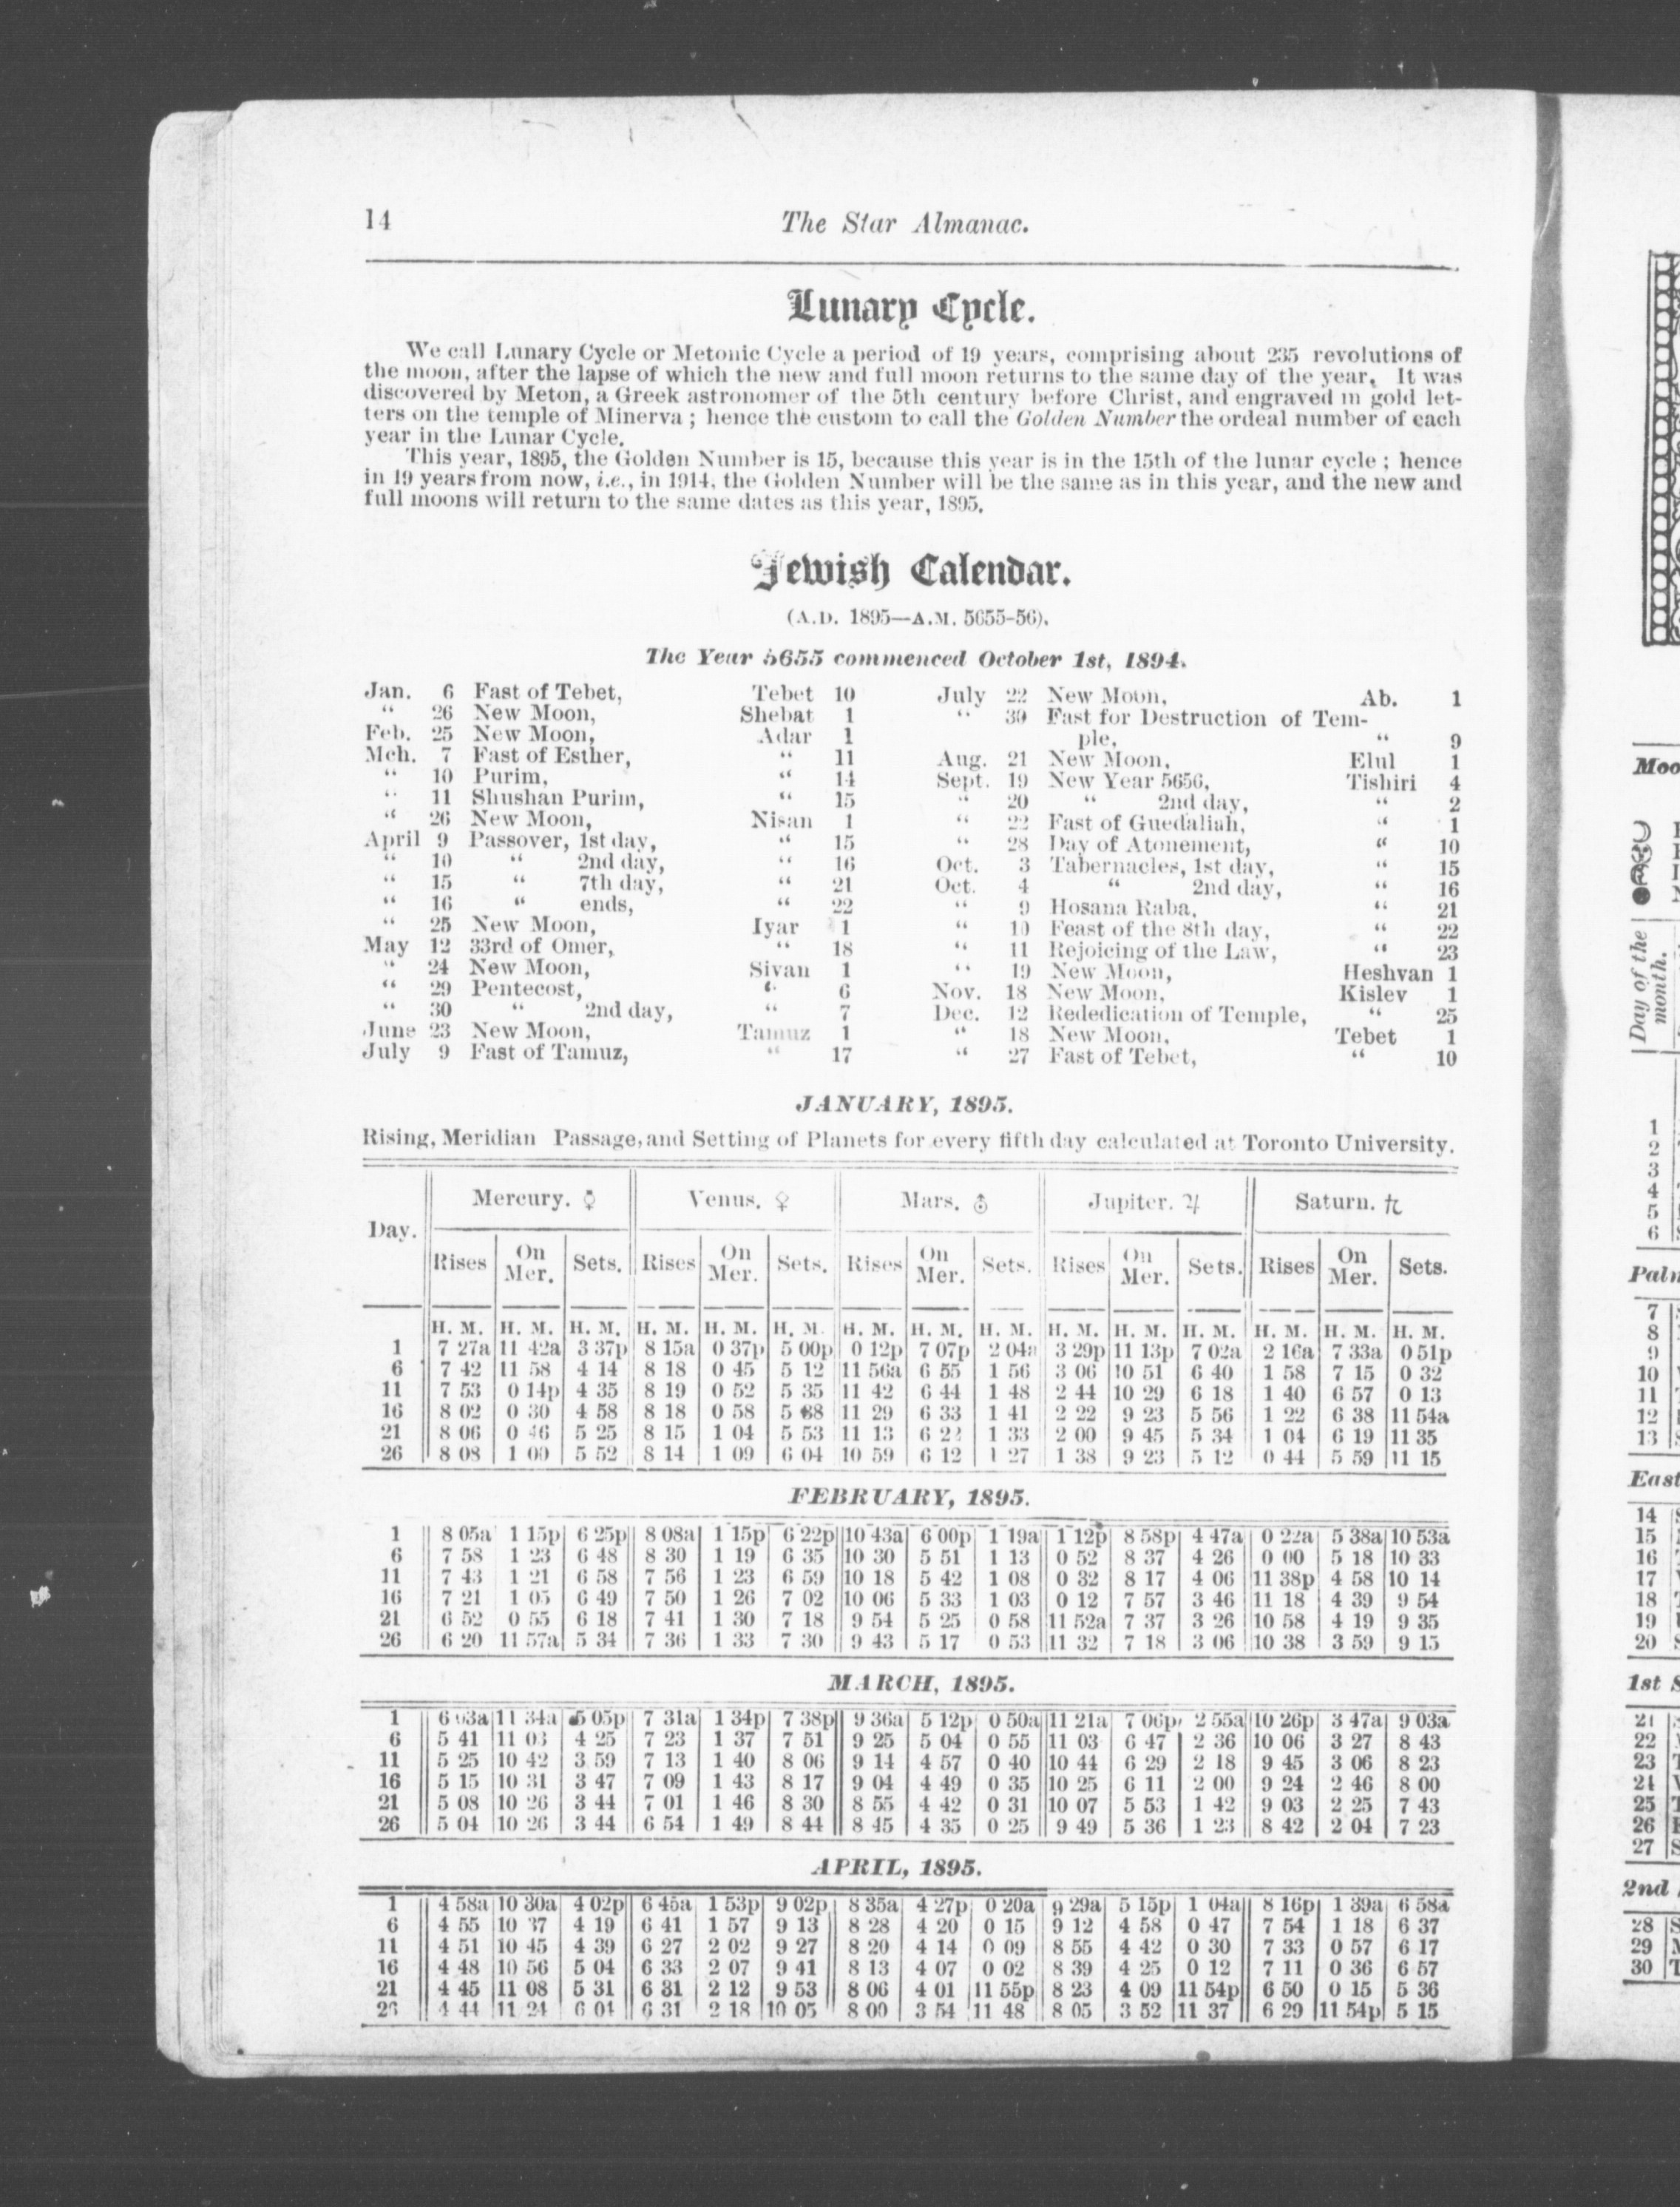 14
The Star Almanac.
Lunary Cycle.
We call Lunary Cycle or Metonic Cycle a period of 19 years, comprising about 235 revolutions of
the moon, after the lapse of which the new and full moon returns to the same day of the year. It was
discovered by Meton, a Greek astronomer of the 5th century before Christ, and engraved in gold let-
ters on the temple of Minerva ; hence the custom to call the Golden Number the ordeal number of each
year in the Lunar Cycle.
This year, 1895, the Golden Number is 15, because this year is in the 15th of the lunar cycle ; hence
in 19 years from now, i.e., in 1914, the Golden Number will be the same as in this year, and the new and
full moons will return to the same dates as this year, 1895.
Jewish Calendar.
(A.D. 1895—A.M. 5655-56).
The Year 5655 commenced October 1st, 1894.
Jan. 6 Fast of Tebet, Tebet 10
" 26 New Moon, Shebat 1
Feb. 25 New Moon, Adar 1
Mch. 7 Fast of Esther, " 11
" 10 Purim, " 14
" 11 Shushan Purim, " 15
" 26 New Moon, Nisan 1
April 9 Passover, 1st day, " 15
" 10 " 2nd day, " 16
" 15 " 7th day, " 21
" 16 " ends, " 22
" 25 New Moon, Iyar 1
May 12 33rd of Omer, " 18
" 24 New Moon, Sivan 1
" 29 Pentecost, " 6
" 30 " 2nd day, " 7
June 23 New Moon, Tamuz 1
July 9 Fast of Tamuz, " 17
July 22 New Moon, Ab. 1
" 30 Fast for Destruction of Tem-
ple, " 9
Aug. 21 New Moon, Elul 1
Sept. 19 New Year 5656, Tishiri 4
" 20 " 2nd day, " 2
" 22 Fast of Guedaliah, " 1
" 28 Day of Atonement, " 10
Oct. 3 Tabernacles, 1st day, " 15
Oct. 4 " 2nd day, " 16
" 9 Hosana Raba, " 21
" 10 Feast of the 8th day, " 22
" 11 Rejoicing of the Law, " 23
" 19 New Moon, Heshvan 1
Nov. 18 New Moon, Kislev 1
Dec. 12 Rededication of Temple, " 25
" 18 New Moon, Tebet 1
" 27 Fast of Tebet, " 10
JANUARY, 1895.
Rising, Meridian Passage, and Setting of Planets for every fifth day calculated at Toronto University.
Day. Mercury. ☿ Venus. ♀ Mars. ♂ Jupiter. ♃ Saturn. ♄
Rises On Mer. Sets. Rises On Mer. Sets. Rises On Mer. Sets. Rises On Mer. Sets. Rises On Mer. Sets.
H. M. H. M. H. M. H. M. H. M. H. M. H. M. H. M. H. M. H. M. H. M. H. M. H. M. H. M. H. M.
1 7 27a 11 42a 3 37p 8 15a 0 37p 5 00p 0 12p 7 07p 2 04a 3 29p 11 13p 7 02a 2 16a 7 33a 0 51p
6 7 42 11 58 4 14 8 18 0 45 5 12 11 56a 6 55 1 56 3 06 10 51 6 40 1 58 7 15 0 32
11 7 53 0 14p 4 35 8 19 0 52 5 35 11 42 6 44 1 48 2 44 10 29 6 18 1 40 6 57 0 13
16 8 02 0 30 4 58 8 18 0 58 11 29 6 33 1 41 2 22 9 23 5 56 1 22 6 38 11 54a
21 8 06 0 46 5 25 8 15 1 04 5 53 11 13 6 22 1 33 2 00 9 45 5 34 1 04 6 19 11 35
26 8 08 1 00 5 52 8 14 1 09 6 04 10 59 6 12 1 27 1 38 9 23 5 12 0 44 5 59 11 15
FEBRUARY, 1895.
1 8 05a 1 15p 6 25p 8 08a 1 15p 6 22p 10 43a 6 00p 1 19a 1 12p 8 58p 4 47a 0 22a 5 38a 10 53a
6 7 58 1 23 6 48 8 30 1 19 6 35 10 30 5 51 1 13 0 52 8 37 4 26 0 00 5 18 10 33
11 7 43 1 21 6 58 7 56 1 23 6 59 10 18 5 42 1 08 0 32 8 17 4 06 11 38p 4 58 10 14
16 7 21 1 05 6 49 7 50 1 26 7 02 10 06 5 33 1 03 0 12 7 57 3 46 11 18 4 39 9 54
21 6 52 0 55 6 18 7 41 1 30 7 18 9 54 5 25 0 58 11 52a 7 37 3 26 10 58 4 19 9 35
26 6 20 11 57a 5 34 7 36 1 33 7 30 9 43 5 17 0 53 11 32 7 18 3 06 10 38 3 59 9 15
MARCH, 1895.
1 6 03a 11 34a 5 05p 7 31a 1 34p 7 38p 9 36a 5 12p 0 50a 11 21a 7 06p 2 55a 10 26p 3 47a 9 03a
6 5 41 11 03 4 25 7 23 1 37 7 51 9 25 5 04 0 55 11 03 6 47 2 36 10 06 3 27 8 43
11 5 25 10 42 3 59 7 13 1 40 8 06 9 14 4 57 0 40 10 44 6 29 2 18 9 45 3 06 8 23
16 5 15 10 31 3 47 7 09 1 43 8 17 9 04 4 49 0 35 10 25 6 11 2 00 9 24 2 46 8 00
21 5 08 10 26 3 44 7 01 1 46 8 30 8 55 4 42 0 31 10 07 5 53 1 42 9 03 2 25 7 43
26 5 04 10 26 3 44 6 54 1 49 8 44 8 45 4 35 0 25 9 49 5 36 1 23 8 42 2 04 7 23
APRIL, 1895.
1 4 58a 10 30a 4 02p 6 45a 1 53p 9 02p 8 35a 4 27p 0 20a 9 29a 5 15p 1 04a 8 16p 1 39a 6 58a
6 4 55 10 37 4 19 6 41 1 57 9 13 8 28 4 20 0 15 9 12 4 58 0 47 7 54 1 18 6 37
11 4 51 10 45 4 39 6 27 2 02 9 27 8 20 4 14 0 09 8 55 4 42 0 30 7 33 0 57 6 17
16 4 48 10 56 5 04 6 33 2 07 9 41 8 13 4 07 0 02 8 39 4 25 0 12 7 11 0 36 6 57
21 4 45 11 08 5 31 6 31 2 12 9 53 8 06 4 01 11 55p 8 23 4 09 11 54p 6 50 0 15 5 36
26 4 44 11 24 6 04 6 31 2 18 10 05 8 00 3 54 11 48 8 05 3 52 11 37 6 29 11 54p 5 15
Day of the month.
1
2
3
4
5
6
7
8
9
10
11
12
13
East
14
15
16
17
18
19
20
1st
21
22
23
24
25
26
27
2nd
28
29
30